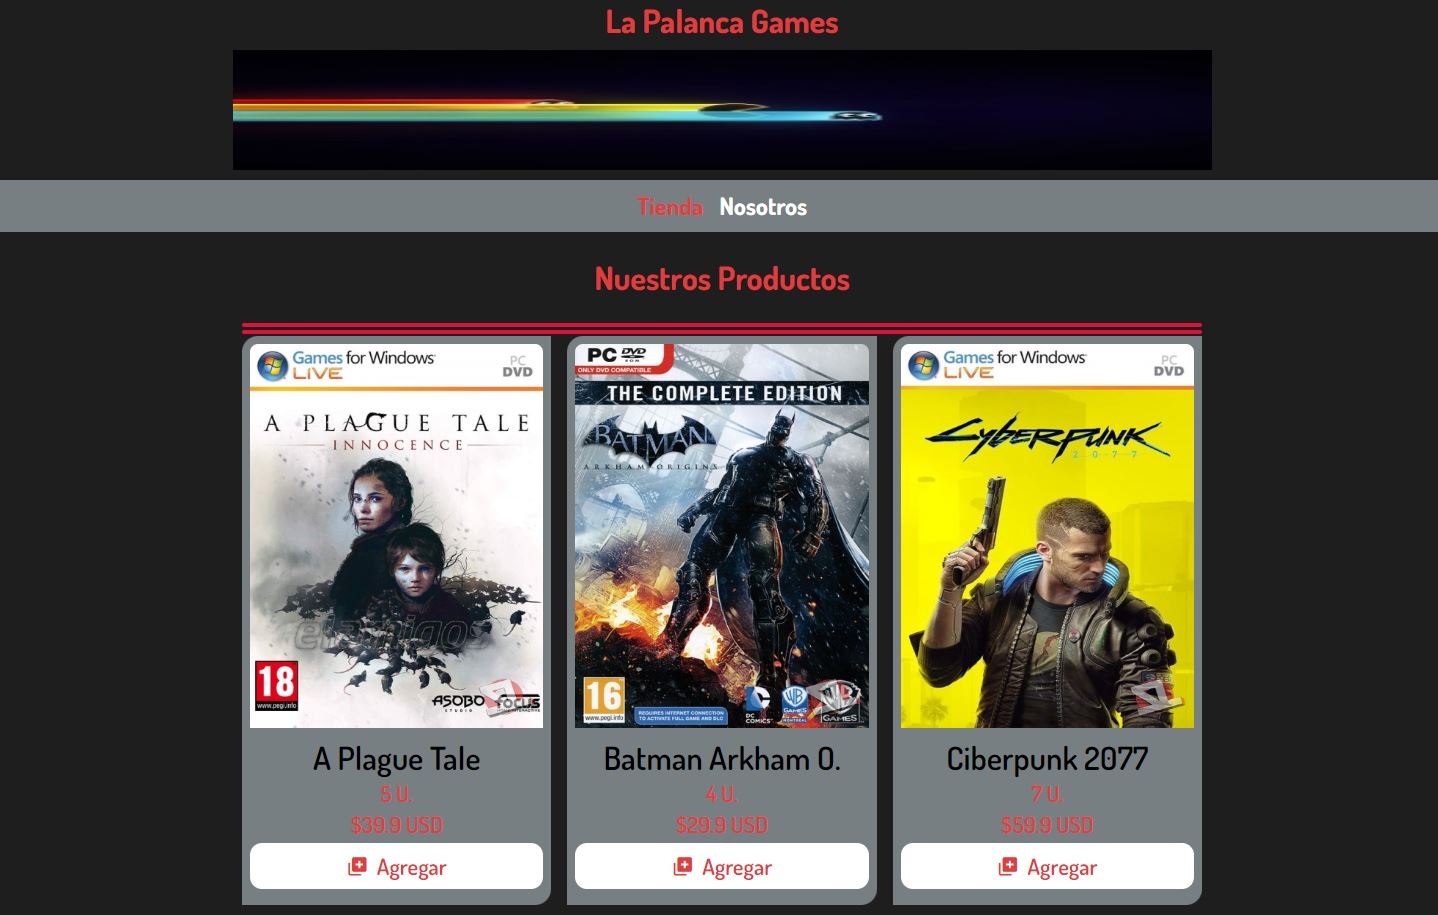 La Palanca Games
Tienda Nosotros
Nuestros Productos
Games for Windows
LIVE
PC
DVD
A PLAGUE TALE
INNOCENCE
elamigos
18
www.pegi.info
ASOBO
STUDIO
FOCUS
A Plague Tale
5 U.
$39.9 USD
Agregar
PC DVD
ROM
ONLY DVD COMPATIBLE
THE COMPLETE EDITION
BATMAN
ARKHAM ORIGINS
16
www.pegi.info
REQUIRES INTERNET CONNECTION
TO ACTIVATE FULL GAME AND DLC
DC
COMICS
WB
GAMES
MONTREAL
WB
GAMES
Batman Arkham O.
4 U.
$29.9 USD
Agregar
Games for Windows
LIVE
PC
DVD
CYBERPUNK
2077
Ciberpunk 2077
7 U.
$59.9 USD
Agregar